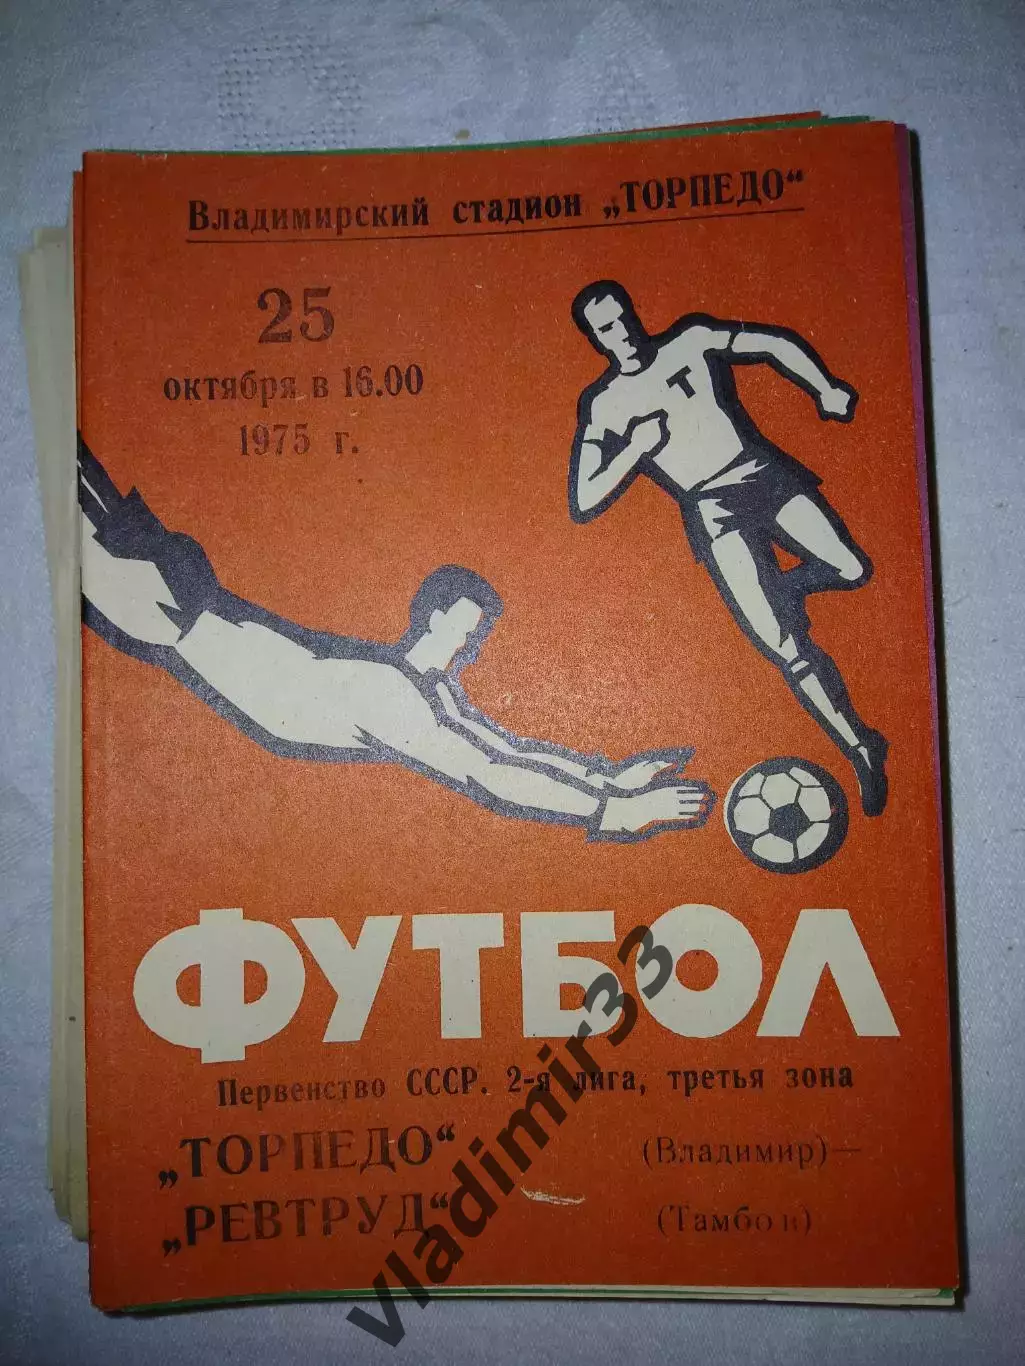 Владимирский стадион „ТОРПЕДО“
25
октября в 16.00
1975 г.
Т
ФУТБОЛ
Первенство СССР. 2-я лига, третья зона
„ТОРПЕДО“ (Владимир)—
„РЕВТРУД“ (Тамбов)
vladimir33